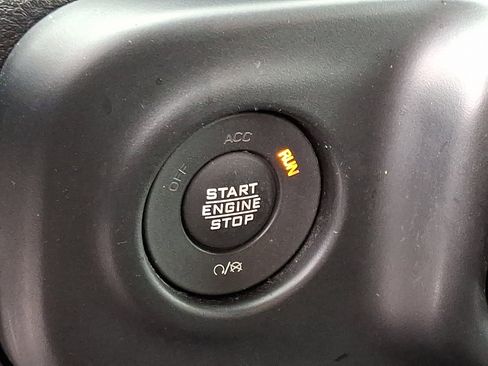 OFF
ACC
RUN
START
ENGINE
STOP